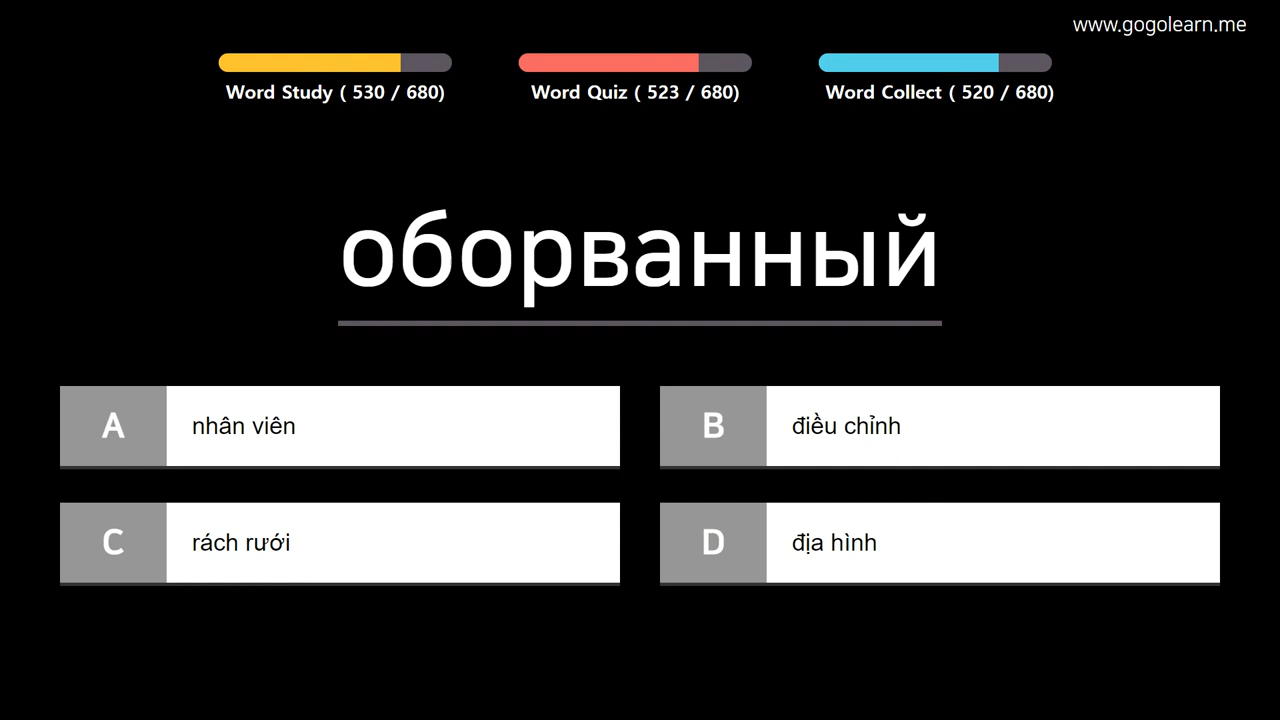 www.gogolearn.me
Word Study ( 530 / 680)
Word Quiz ( 523 / 680)
Word Collect ( 520 / 680)
оборванный
A nhân viên
B điều chỉnh
C rách rưới
D địa hình